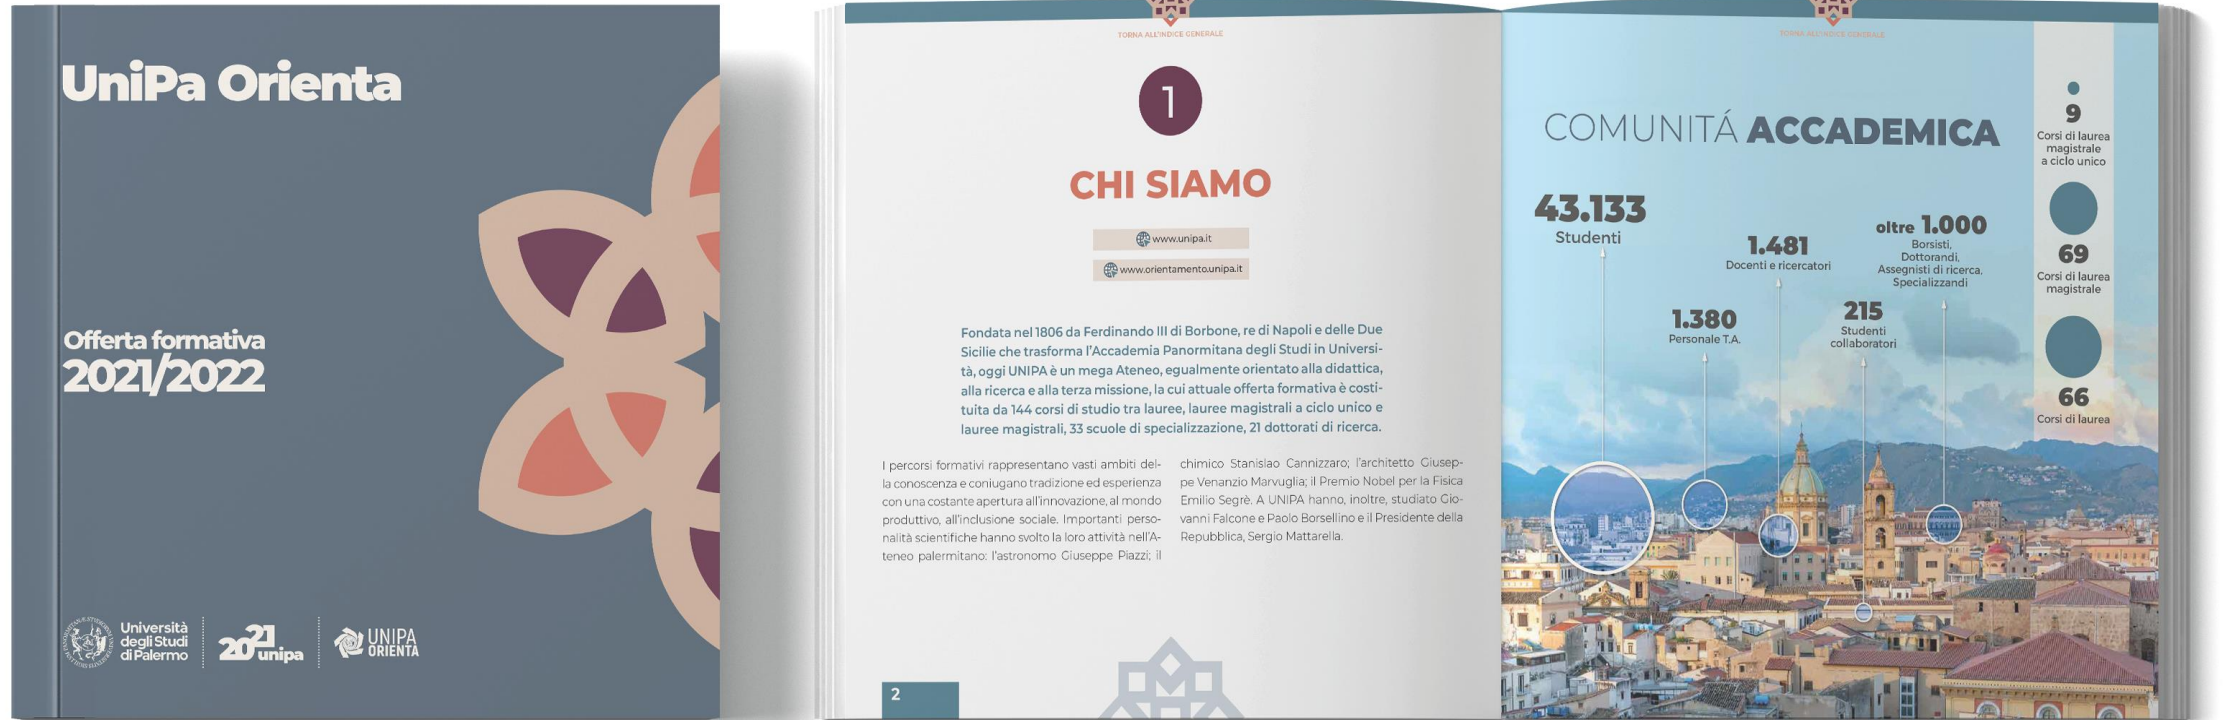 UniPa Orienta
Offerta formativa
2021/2022
Università
degli Studi
di Palermo
2021
unipa
UNIPA
ORIENTA
TORNA ALL'INDICE GENERALE
1
CHI SIAMO
www.unipa.it
www.orientamento.unipa.it
Fondata nel 1806 da Ferdinando III di Borbone, re di Napoli e delle Due
Sicilie che trasforma l'Accademia Panormitana degli Studi in Universi-
tà, oggi UNIPA è un mega Ateneo, egualmente orientato alla didattica,
alla ricerca e alla terza missione, la cui attuale offerta formativa è costi-
tuita da 144 corsi di studio tra lauree, lauree magistrali a ciclo unico e
lauree magistrali, 33 scuole di specializzazione, 21 dottorati di ricerca.
I percorsi formativi rappresentano vasti ambiti del-
la conoscenza e coniugano tradizione ed esperienza
con una costante apertura all'innovazione, al mondo
produttivo, all'inclusione sociale. Importanti perso-
nalità scientifiche hanno svolto la loro attività nell'A-
teneo palermitano: l'astronomo Giuseppe Piazzi; il
chimico Stanislao Cannizzaro; l'architetto Giusep-
pe Venanzio Marvuglia; il Premio Nobel per la Fisica
Emilio Segrè. A UNIPA hanno, inoltre, studiato Gio-
vanni Falcone e Paolo Borsellino e il Presidente della
Repubblica, Sergio Mattarella.
2
TORNA ALL'INDICE GENERALE
COMUNITÁ ACCADEMICA
43.133
Studenti
1.380
Personale T.A.
1.481
Docenti e ricercatori
215
Studenti
collaboratori
oltre 1.000
Borsisti,
Dottorandi,
Assegnisti di ricerca,
Specializzandi
9
Corsi di laurea
magistrale
a ciclo unico
69
Corsi di laurea
magistrale
66
Corsi di laurea